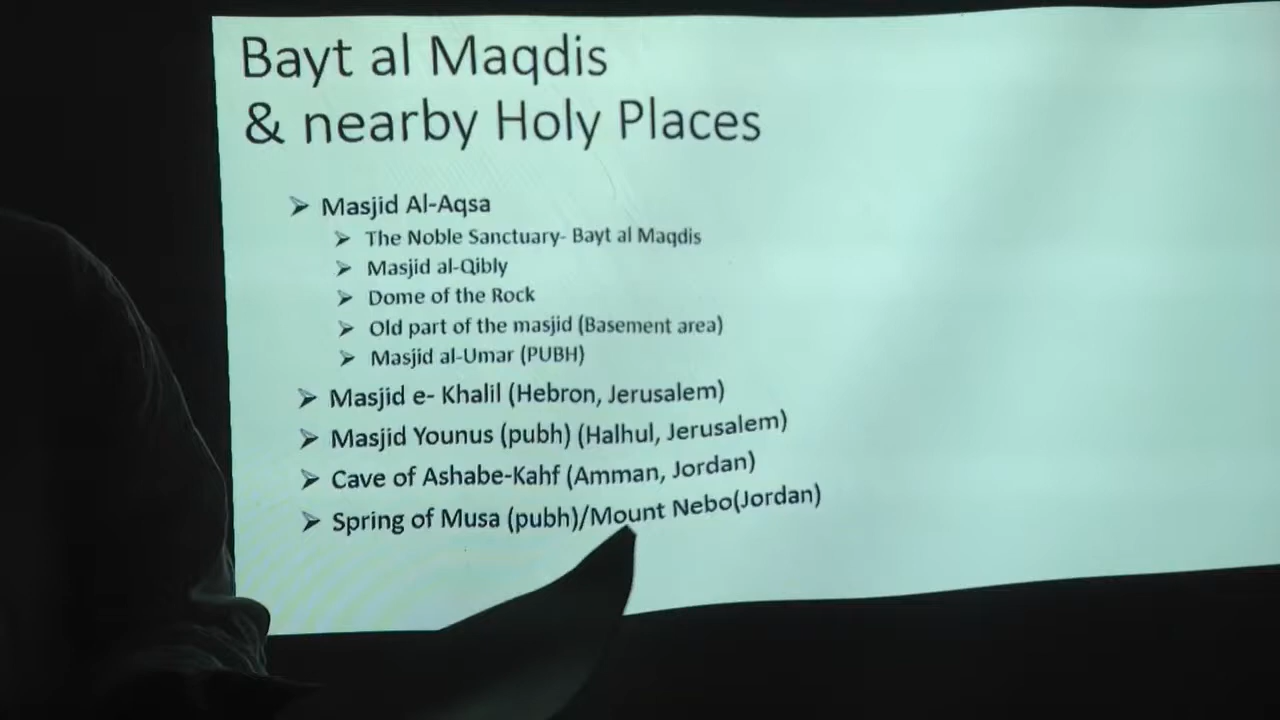 Bayt al Maqdis
& nearby Holy Places
➢ Masjid Al-Aqsa
➢ The Noble Sanctuary- Bayt al Maqdis
➢ Masjid al-Qibly
➢ Dome of the Rock
➢ Old part of the masjid (Basement area)
➢ Masjid al-Umar (PUBH)
➢ Masjid e- Khalil (Hebron, Jerusalem)
➢ Masjid Younus (pubh) (Halhul, Jerusalem)
➢ Cave of Ashabe-Kahf (Amman, Jordan)
➢ Spring of Musa (pubh)/Mount Nebo(Jordan)